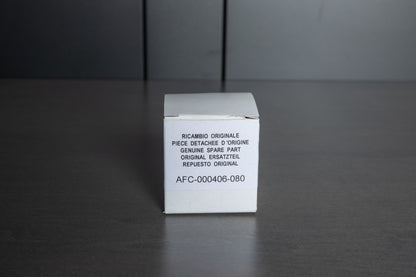 RICAMBIO ORIGINALE
PIECE DETACHEE D'ORIGINE
GENUINE SPARE PART
ORIGINAL ERSATZTEIL
REPUESTO ORIGINAL
AFC-000406-080